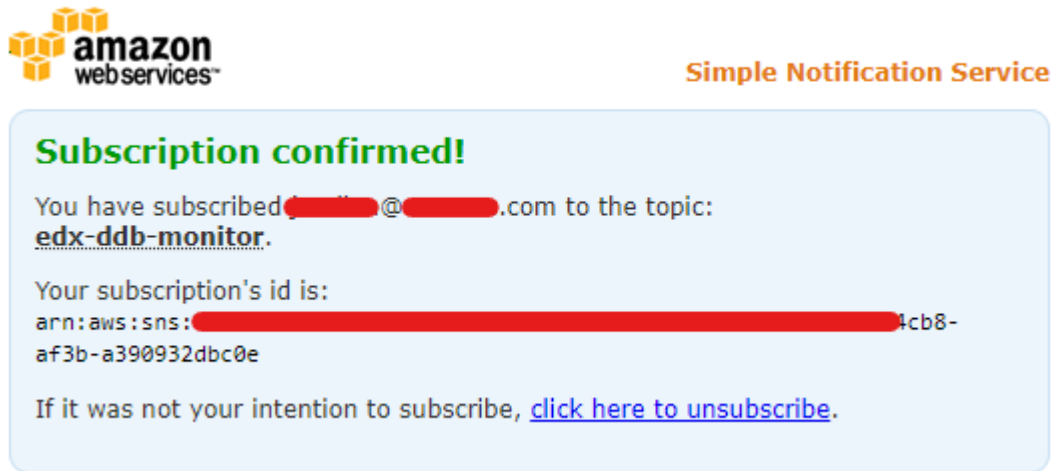 amazon
webservices™
Simple Notification Service
Subscription confirmed!
You have subscribed @ .com to the topic:
edx-ddb-monitor.
Your subscription's id is:
arn:aws:sns: 4cb8-
af3b-a390932dbc0e
If it was not your intention to subscribe, click here to unsubscribe.